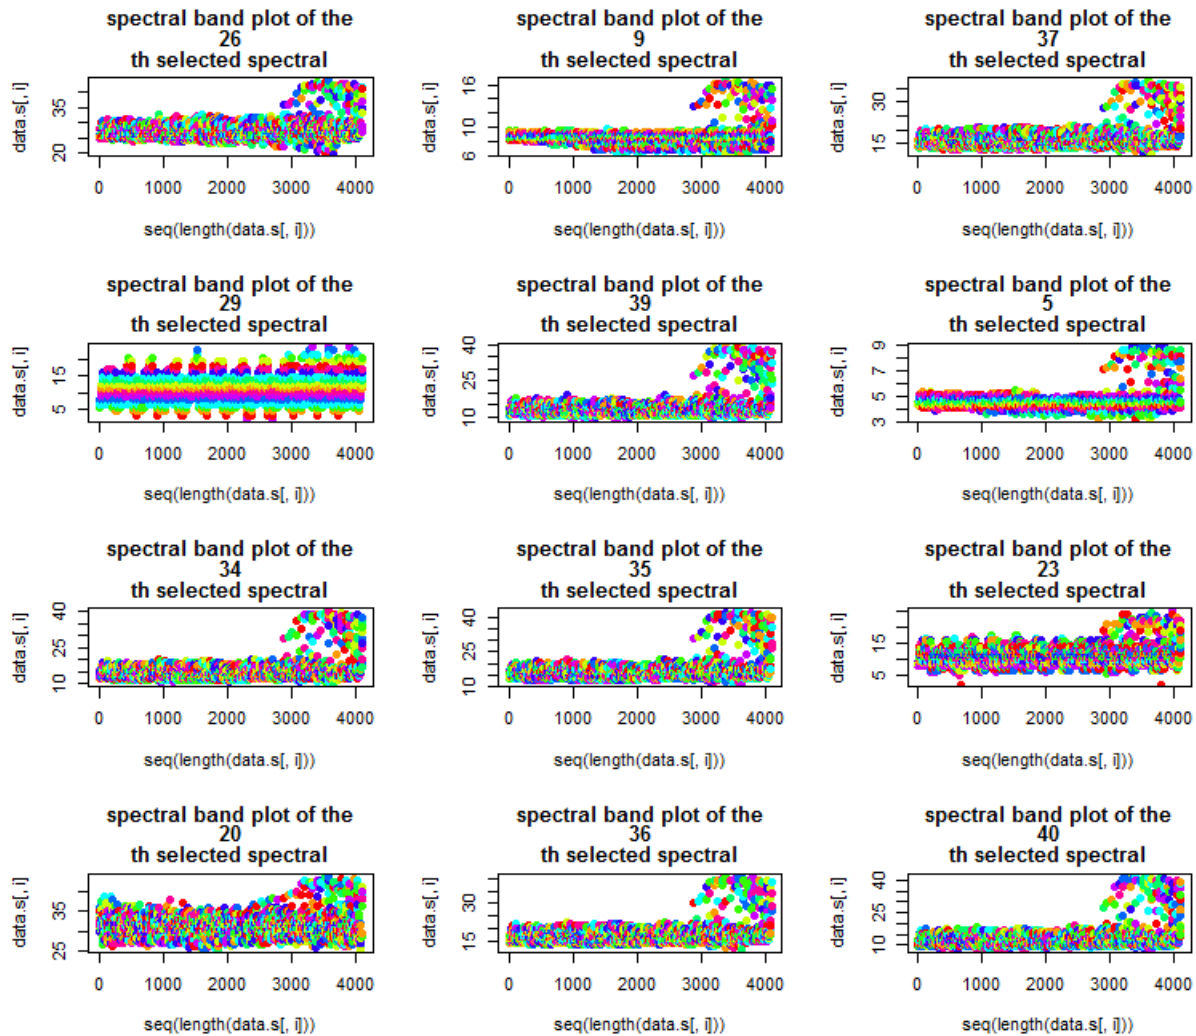 spectral band plot of the
26
th selected spectral
data.s[, i]
20 35
0 1000 2000 3000 4000
seq(length(data.s[, i]))
spectral band plot of the
9
th selected spectral
data.s[, i]
6 10 16
0 1000 2000 3000 4000
seq(length(data.s[, i]))
spectral band plot of the
37
th selected spectral
data.s[, i]
15 30
0 1000 2000 3000 4000
seq(length(data.s[, i]))
spectral band plot of the
29
th selected spectral
data.s[, i]
5 15
0 1000 2000 3000 4000
seq(length(data.s[, i]))
spectral band plot of the
39
th selected spectral
data.s[, i]
10 25 40
0 1000 2000 3000 4000
seq(length(data.s[, i]))
spectral band plot of the
5
th selected spectral
data.s[, i]
3 5 7 9
0 1000 2000 3000 4000
seq(length(data.s[, i]))
spectral band plot of the
34
th selected spectral
data.s[, i]
10 25 40
0 1000 2000 3000 4000
seq(length(data.s[, i]))
spectral band plot of the
35
th selected spectral
data.s[, i]
10 25 40
0 1000 2000 3000 4000
seq(length(data.s[, i]))
spectral band plot of the
23
th selected spectral
data.s[, i]
5 15
0 1000 2000 3000 4000
seq(length(data.s[, i]))
spectral band plot of the
20
th selected spectral
data.s[, i]
25 35
0 1000 2000 3000 4000
seq(length(data.s[, i]))
spectral band plot of the
36
th selected spectral
data.s[, i]
15 30
0 1000 2000 3000 4000
seq(length(data.s[, i]))
spectral band plot of the
40
th selected spectral
data.s[, i]
10 25 40
0 1000 2000 3000 4000
seq(length(data.s[, i]))